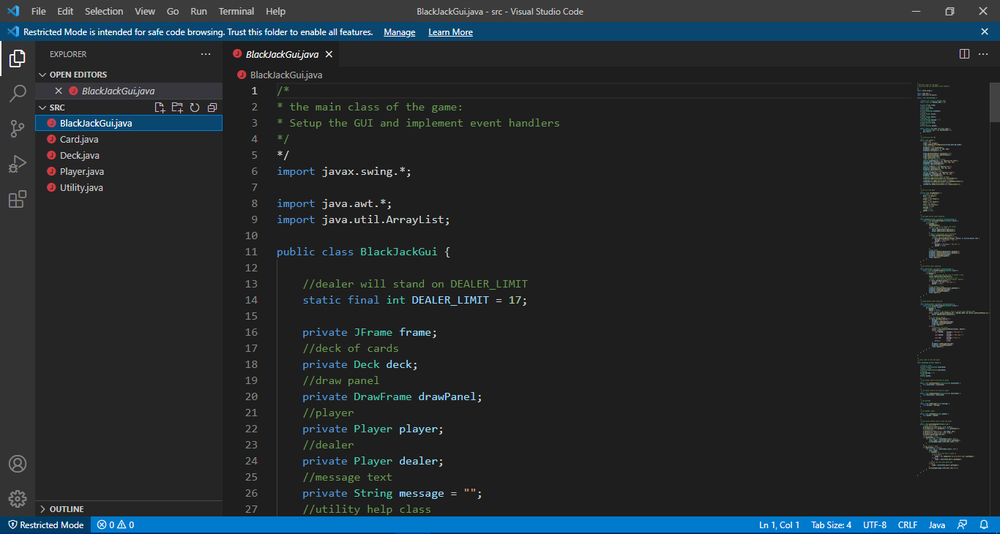 File Edit Selection View Go Run Terminal Help BlackJackGui.java - src - Visual Studio Code
Restricted Mode is intended for safe code browsing. Trust this folder to enable all features. Manage Learn More
EXPLORER
OPEN EDITORS
BlackJackGui.java
SRC
BlackJackGui.java
Card.java
Deck.java
Player.java
Utility.java
OUTLINE
BlackJackGui.java
BlackJackGui.java
1 /*
2 * the main class of the game:
3 * Setup the GUI and implement event handlers
4 */
5 */
6 import javax.swing.*;
7
8 import java.awt.*;
9 import java.util.ArrayList;
10
11 public class BlackJackGui {
12
13 //dealer will stand on DEALER_LIMIT
14 static final int DEALER_LIMIT = 17;
15
16 private JFrame frame;
17 //deck of cards
18 private Deck deck;
19 //draw panel
20 private DrawFrame drawPanel;
21 //player
22 private Player player;
23 //dealer
24 private Player dealer;
25 //message text
26 private String message = "";
27 //utility help class
Restricted Mode 0 0 Ln 1, Col 1 Tab Size: 4 UTF-8 CRLF Java